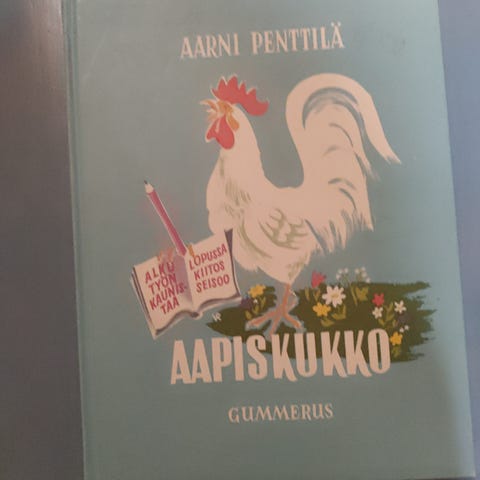 AARNI PENTTILÄ
ALKU
TYÖN
KAUNIS-
TAA
LOPUSSA
KIITOS
SEISOO
AAPISKUKKO
GUMMERUS